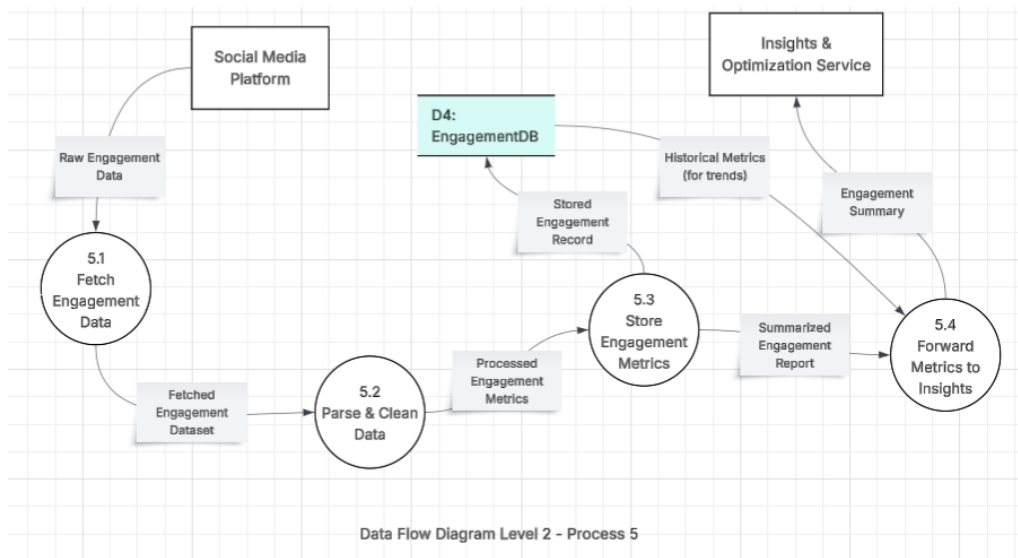 Social Media
Platform
Insights &
Optimization Service
D4:
EngagementDB
Raw Engagement
Data
Historical Metrics
(for trends)
Engagement
Summary
Stored
Engagement
Record
5.1
Fetch
Engagement
Data
5.3
Store
Engagement
Metrics
5.4
Forward
Metrics to
Insights
Summarized
Engagement
Report
Processed
Engagement
Metrics
5.2
Parse & Clean
Data
Fetched
Engagement
Dataset
Data Flow Diagram Level 2 - Process 5